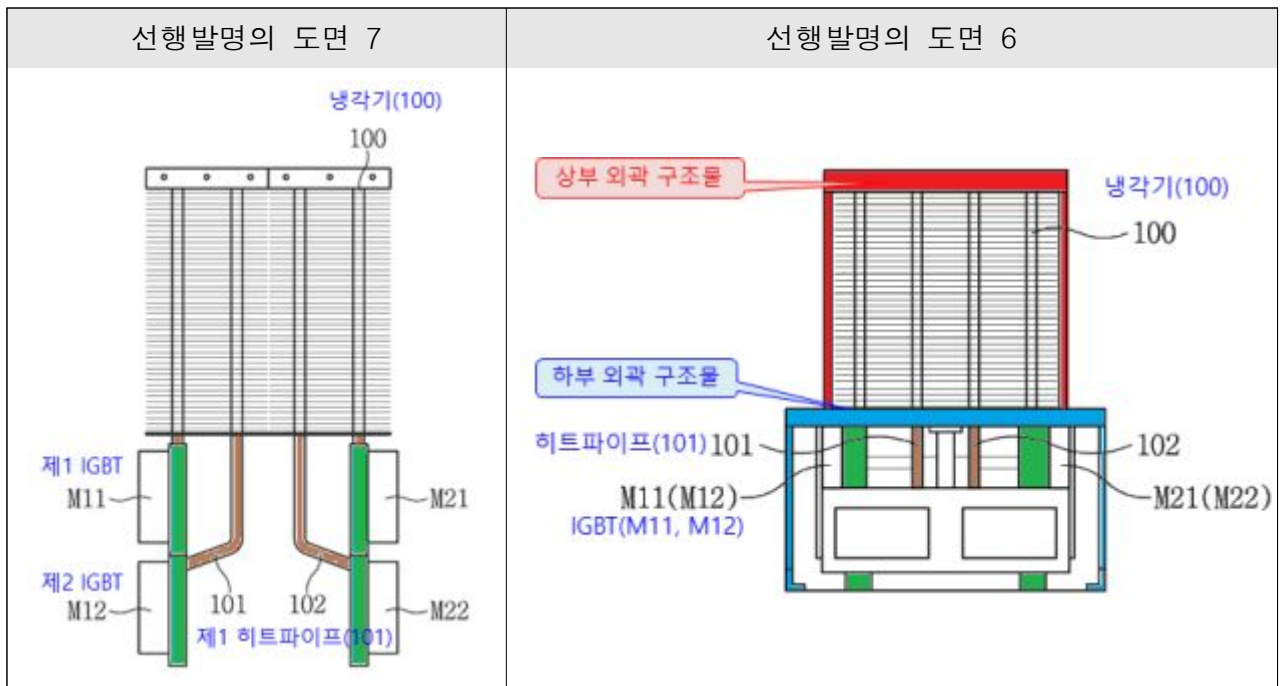 선행발명의 도면 7
선행발명의 도면 6
냉각기(100)
100
제1 IGBT
M11
M21
제2 IGBT
M12
101
102
M22
제1 히트파이프(101)
상부 외곽 구조물
냉각기(100)
100
하부 외곽 구조물
히트파이프(101) 101
102
M11(M12)
M21(M22)
IGBT(M11, M12)